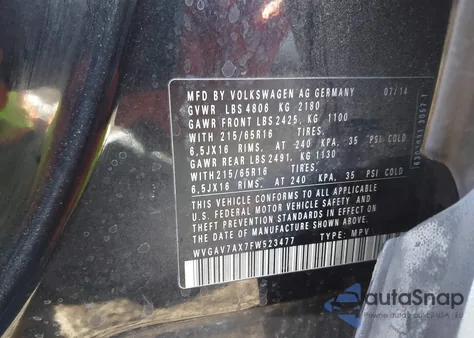 MFD BY VOLKSWAGEN AG GERMANY 07/14
GVWR LBS 4806 KG 2180
GAWR FRONT LBS 2425, KG 1100
WITH 215/65R16 TIRES,
6,5JX16 RIMS, AT 240 KPA, 35 PSI COLD
GAWR REAR LBS 2491, KG 1130
WITH 215/65R16 TIRES,
6,5JX16 RIMS, AT 240 KPA, 35 PSI COLD
THIS VEHICLE CONFORMS TO ALL APPLICABLE
FEDERAL MOTOR VEHICLE SAFETY AND
THEFT PREVENTION STANDARDS IN EFFECT
ON THE DATE OF MANUFACTURE SHOWN ABOVE.
WVGAV7AX7FW523477 TYPE: MPV
autoSnap